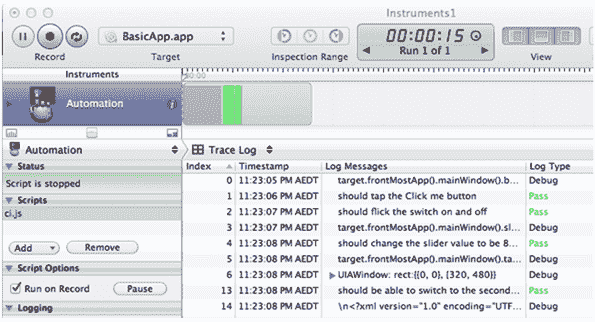 Instruments1
BasicApp.app
00:00:15
Run 1 of 1
Record
Target
Inspection Range
View
Instruments
00:00
Automation
Automation
Trace Log
Status
Script is stopped
Scripts
ci.js
Add
Remove
Script Options
Run on Record
Pause
Logging
Index Timestamp Log Messages Log Type
0 11:23:05 PM AEDT target.frontMostApp().mainWindow().b... Debug
1 11:23:06 PM AEDT should tap the Click me button Pass
2 11:23:07 PM AEDT should flick the switch on and off Pass
3 11:23:07 PM AEDT target.frontMostApp().mainWindow().sl... Debug
4 11:23:08 PM AEDT should change the slider value to be 8... Pass
5 11:23:08 PM AEDT target.frontMostApp().mainWindow().ta... Debug
6 11:23:08 PM AEDT UIAWindow: rect:{{0, 0}, {320, 480}} Debug
13 11:23:08 PM AEDT should be able to switch to the second... Pass
14 11:23:08 PM AEDT \n<?xml version="1.0" encoding="UTF... Debug